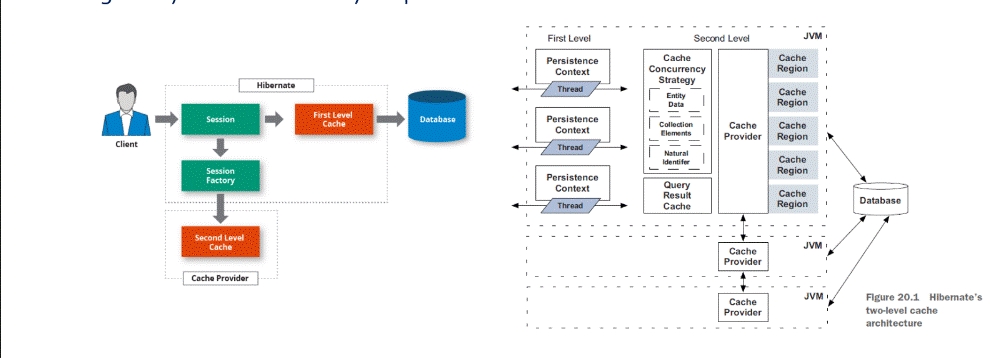 Hibernate
Client
Session
First Level
Cache
Database
Session
Factory
Second Level
Cache
Cache Provider
First Level
Second Level
JVM
Persistence
Context
Thread
Persistence
Context
Thread
Persistence
Context
Thread
Cache
Concurrency
Strategy
Entity
Data
Collection
Elements
Natural
Identifer
Query
Result
Cache
Cache
Provider
Cache
Region
Cache
Region
Cache
Region
Cache
Region
Cache
Region
Database
JVM
Cache
Provider
JVM
Cache
Provider
Figure 20.1 Hibernate's
two-level cache
architecture